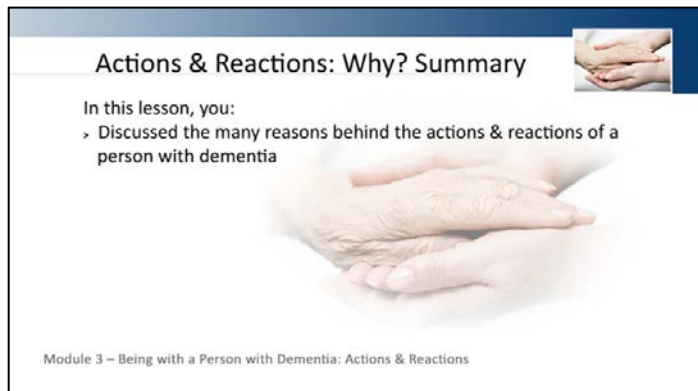 Actions & Reactions: Why? Summary
In this lesson, you:
> Discussed the many reasons behind the actions & reactions of a
person with dementia
Module 3 – Being with a Person with Dementia: Actions & Reactions